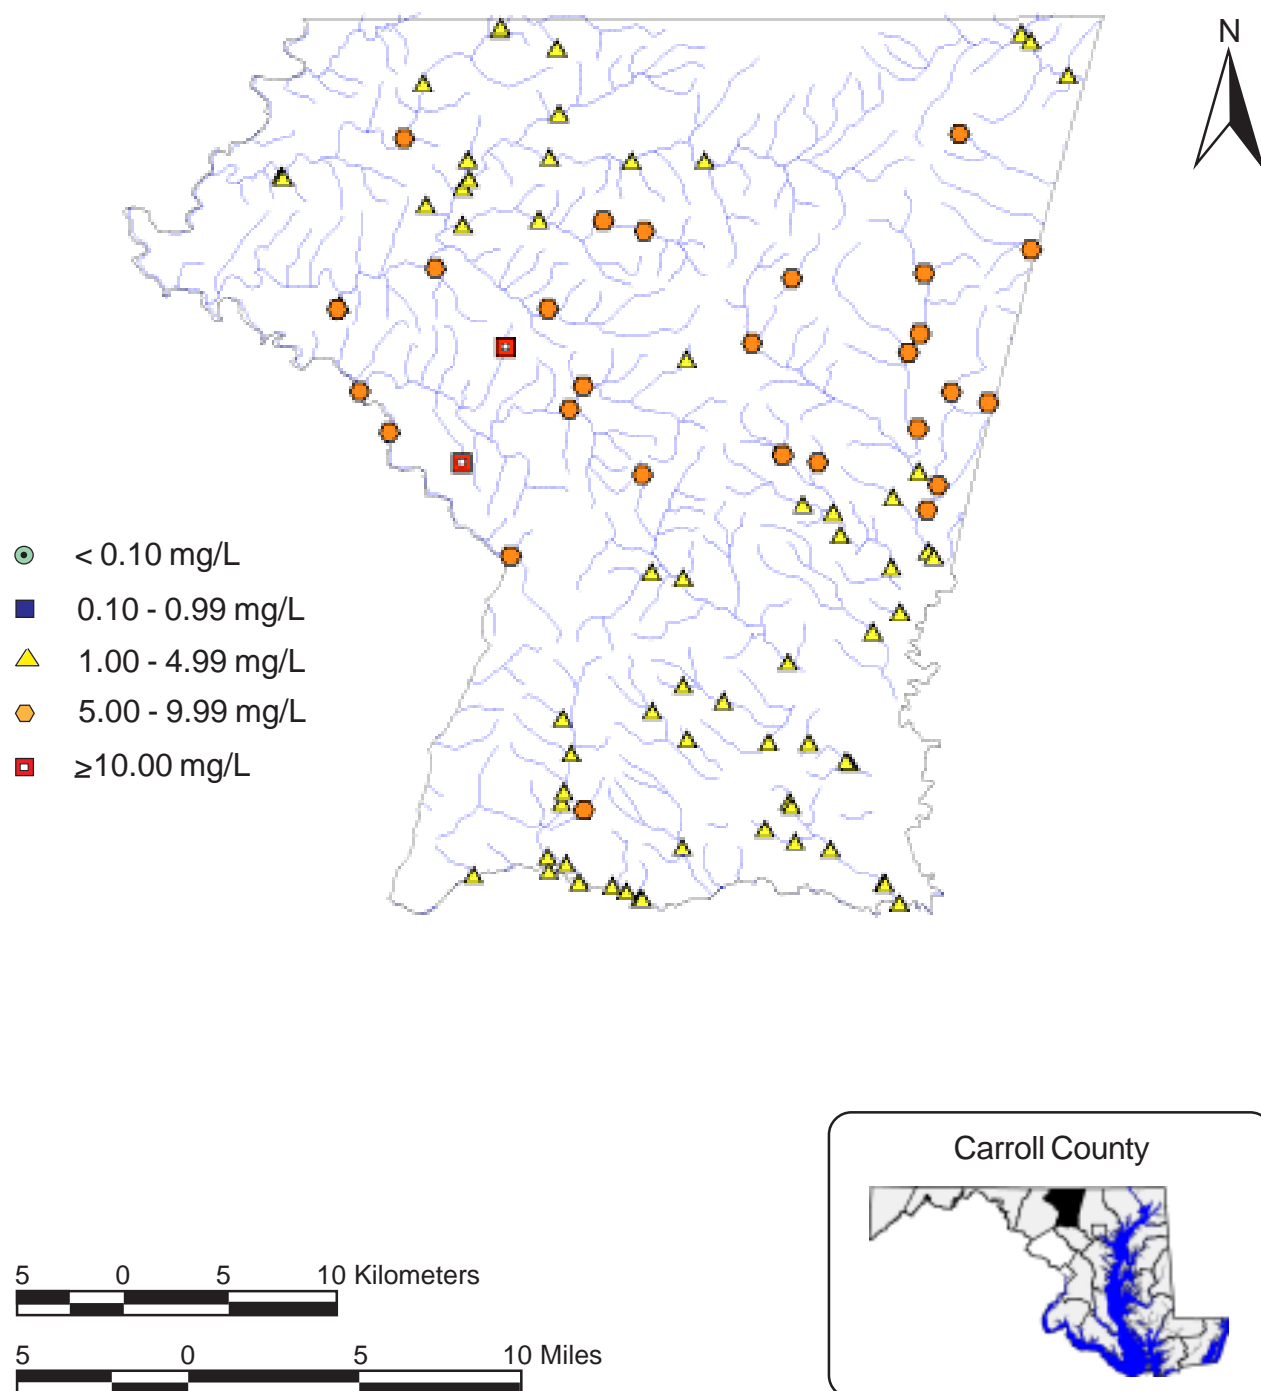 N
< 0.10 mg/L
0.10 - 0.99 mg/L
1.00 - 4.99 mg/L
5.00 - 9.99 mg/L
≥10.00 mg/L
Carroll County
5 0 5 10 Kilometers
5 0 5 10 Miles